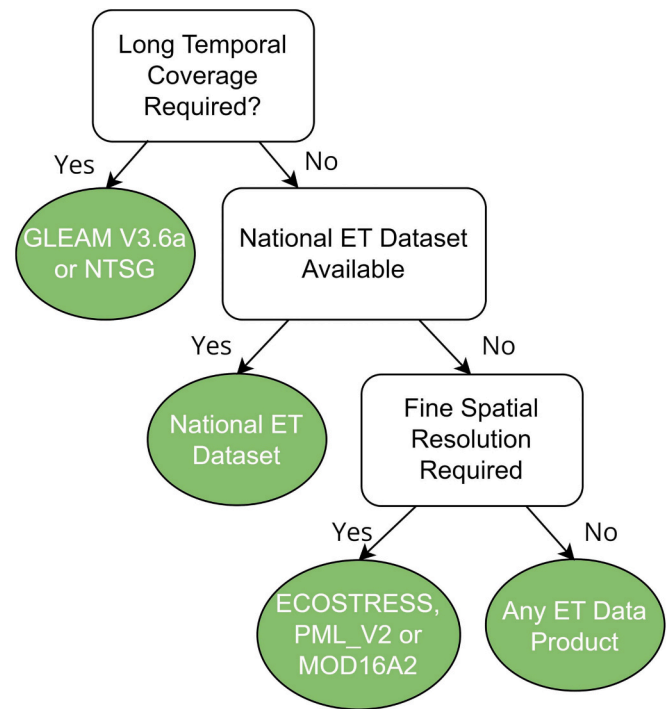 Long Temporal
Coverage
Required?
Yes
No
GLEAM V3.6a
or NTSG
National ET Dataset
Available
Yes
No
National ET
Dataset
Fine Spatial
Resolution
Required
Yes
No
ECOSTRESS,
PML_V2 or
MOD16A2
Any ET Data
Product